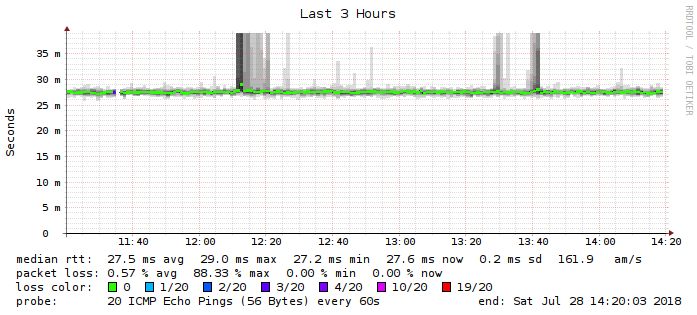 Last 3 Hours
RRDTOOL / TOBI OETIKER
Seconds
35 m
30 m
25 m
20 m
15 m
10 m
5 m
0
11:40 12:00 12:20 12:40 13:00 13:20 13:40 14:00 14:20
median rtt: 27.5 ms avg 29.0 ms max 27.2 ms min 27.6 ms now 0.2 ms sd 161.9 am/s
packet loss: 0.57 % avg 88.33 % max 0.00 % min 0.00 % now
loss color: 0 1/20 2/20 3/20 4/20 10/20 19/20
probe: 20 ICMP Echo Pings (56 Bytes) every 60s end: Sat Jul 28 14:20:03 2018